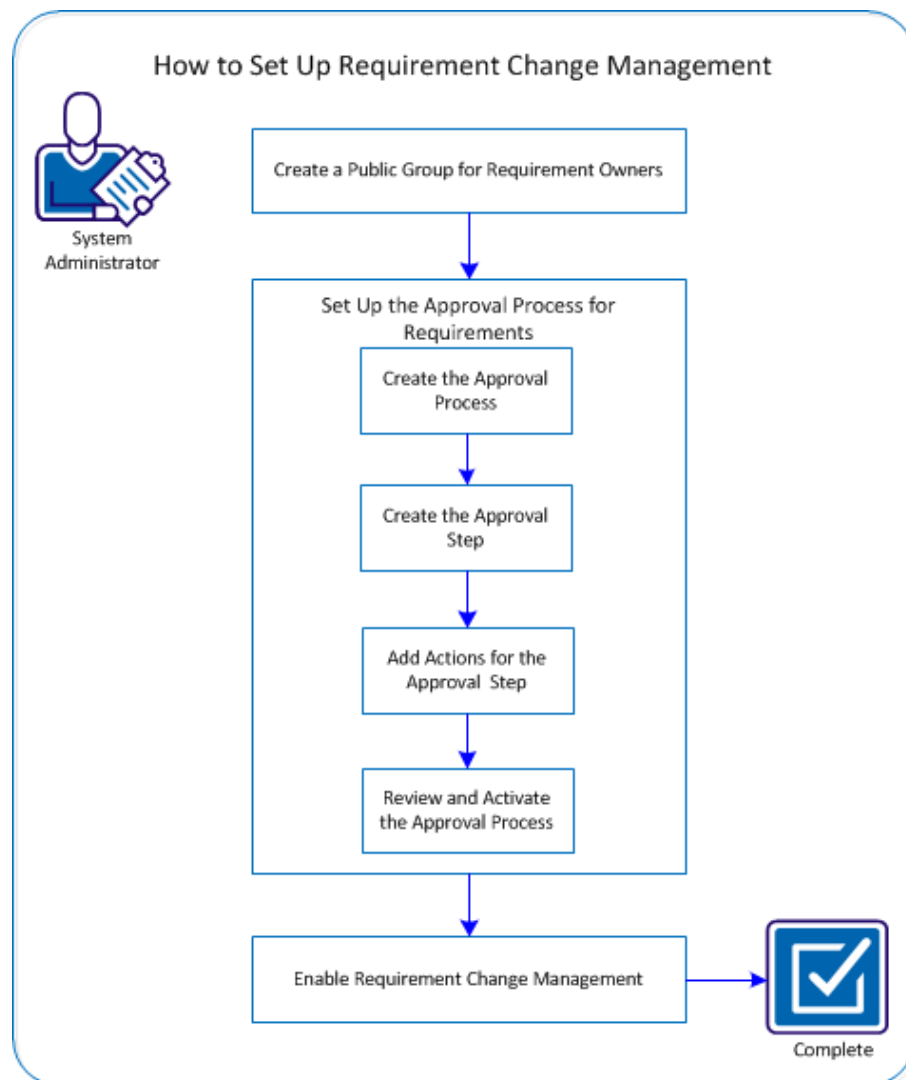 How to Set Up Requirement Change Management
System
Administrator
Create a Public Group for Requirement Owners
Set Up the Approval Process for
Requirements
Create the Approval
Process
Create the Approval
Step
Add Actions for the
Approval Step
Review and Activate
the Approval Process
Enable Requirement Change Management
Complete